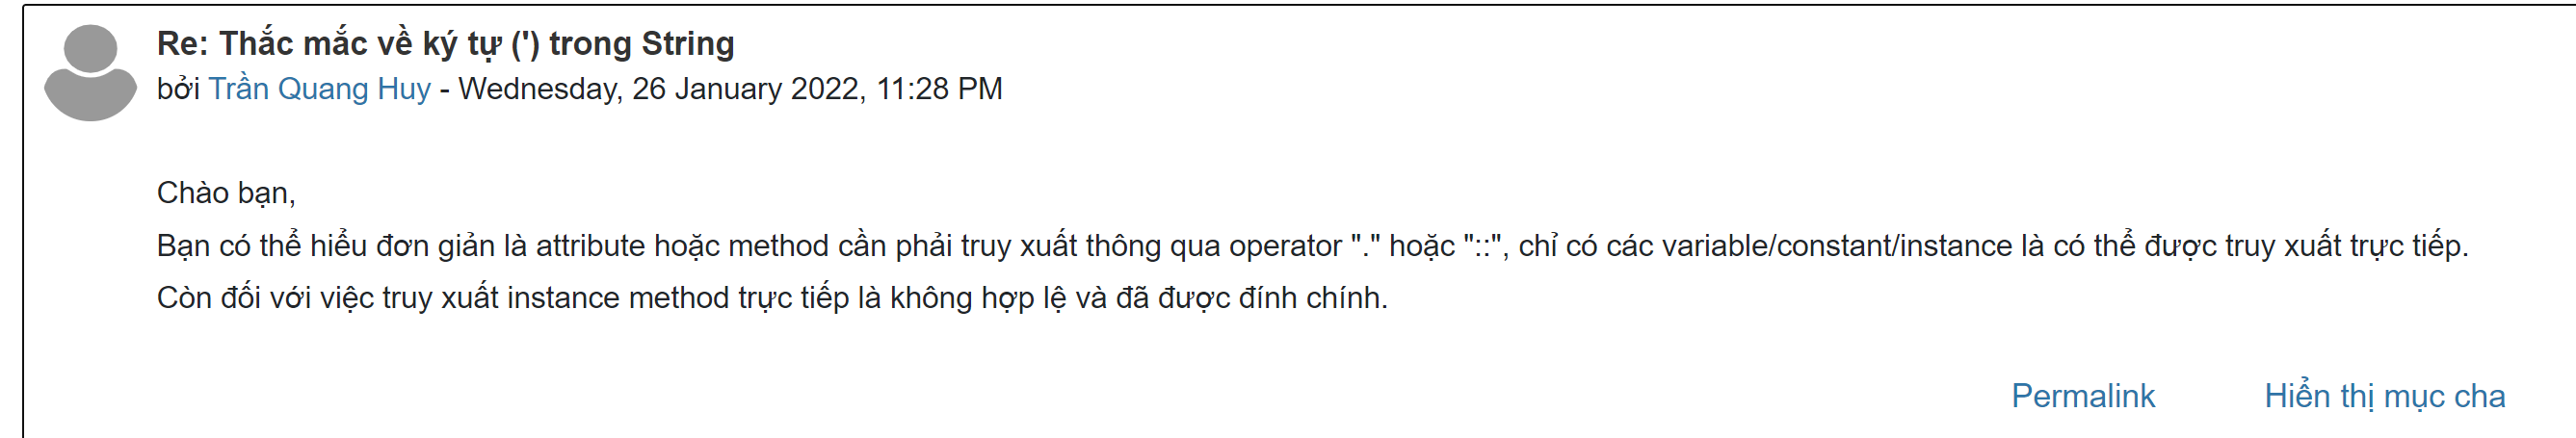 Re: Thắc mắc về ký tự (') trong String
bởi Trần Quang Huy - Wednesday, 26 January 2022, 11:28 PM
Chào bạn,
Bạn có thể hiểu đơn giản là attribute hoặc method cần phải truy xuất thông qua operator "." hoặc "::", chỉ có các variable/constant/instance là có thể được truy xuất trực tiếp.
Còn đối với việc truy xuất instance method trực tiếp là không hợp lệ và đã được đính chính.
Permalink Hiển thị mục cha